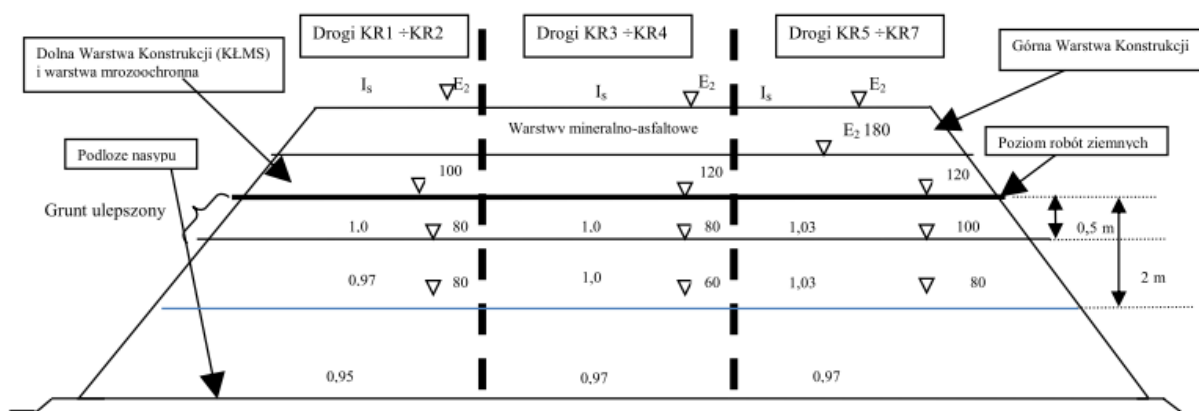 Drogi KR1 ÷KR2
Drogi KR3 ÷KR4
Drogi KR5 ÷KR7
Dolna Warstwa Konstrukcji (KŁMS)
i warstwa mrozoochronna
Górna Warstwa Konstrukcji
Is E2
Is E2
Is E2
Warstwy mineralno-asfaltowe
E2 180
Podłoze nasypu
Poziom robót ziemnych
100
120
120
Grunt ulepszony
1,0 80
1,0 80
1,03 100
0,5 m
0,97 80
1,0 60
1,03 80
2 m
0,95
0,97
0,97